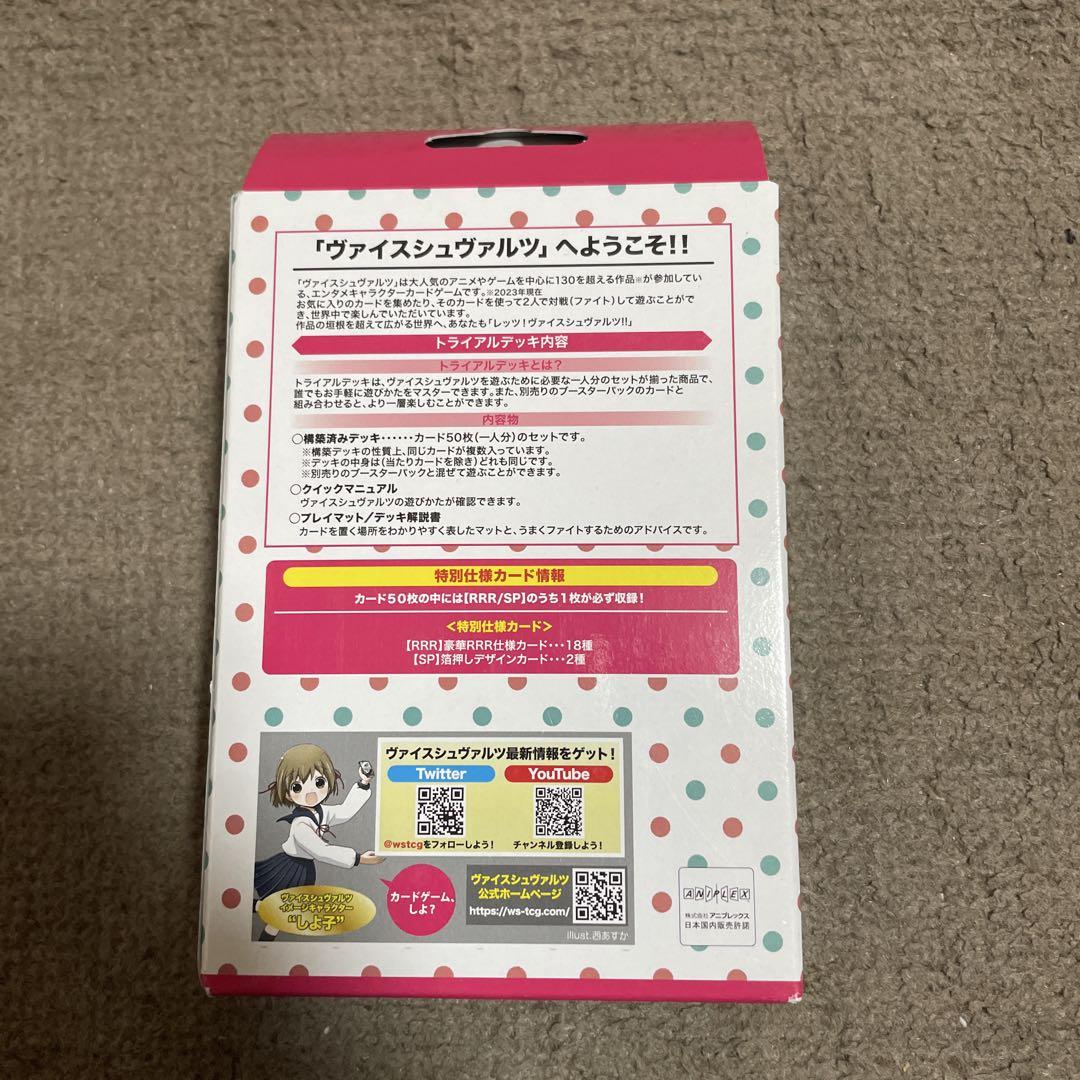 「ヴァイスシュヴァルツ」へようこそ!!
「ヴァイスシュヴァルツ」は大人気のアニメやゲームを中心に130を超える作品※が参加してい
る、エンタメキャラクターカードゲームです。※2023年現在
お気に入りのカードを集めたり、そのカードを使って2人で対戦(ファイト)して遊ぶことがで
き、世界中で楽しんでいただいています。
作品の垣根を超えて広がる世界へ、あなたも「レッツ!ヴァイスシュヴァルツ!!」
トライアルデッキ内容
トライアルデッキとは?
トライアルデッキは、ヴァイスシュヴァルツを遊ぶために必要な一人分のセットが揃った商品で、
誰でもお手軽に遊びかたをマスターできます。また、別売りのブースターパックのカードと
組み合わせると、より一層楽しむことができます。
内容物
○構築済みデッキ・・・・・・カード50枚(一人分)のセットです。
※構築デッキの性質上、同じカードが複数入っています。
※デッキの中身は(当たりカードを除き)どれも同じです。
※別売りのブースターパックと混ぜて遊ぶことができます。
○クイックマニュアル
ヴァイスシュヴァルツの遊びかたが確認できます。
○プレイマット/デッキ解説書
カードを置く場所をわかりやすく表したマットと、うまくファイトするためのアドバイスです。
特別仕様カード情報
カード50枚の中には【RRR/SP】のうち1枚が必ず収録!
<特別仕様カード>
【RRR】豪華RRR仕様カード・・・18種
【SP】箔押しデザインカード・・・2種
ヴァイスシュヴァルツ最新情報をゲット!
Twitter
YouTube
@wstcgをフォローしよう!
チャンネル登録しよう!
ヴァイスシュヴァルツ
イメージキャラクター
"しよ子"
カードゲーム、
しよ?
ヴァイスシュヴァルツ
公式ホームページ
https://ws-tcg.com/
illust.西あすか
ANIPLEX
株式会社アニプレックス
日本国内販売許諾